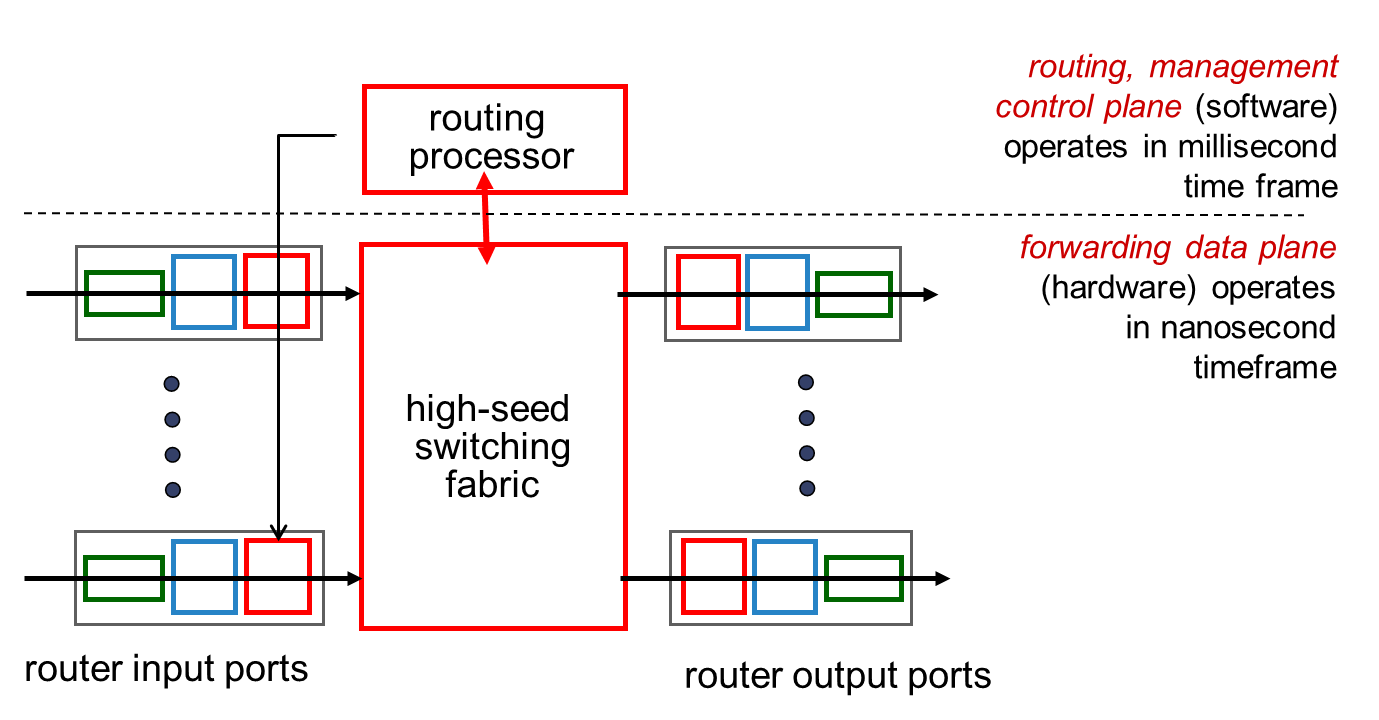 routing
processor
routing, management
control plane (software)
operates in millisecond
time frame
forwarding data plane
(hardware) operates
in nanosecond
timeframe
high-seed
switching
fabric
router input ports
router output ports